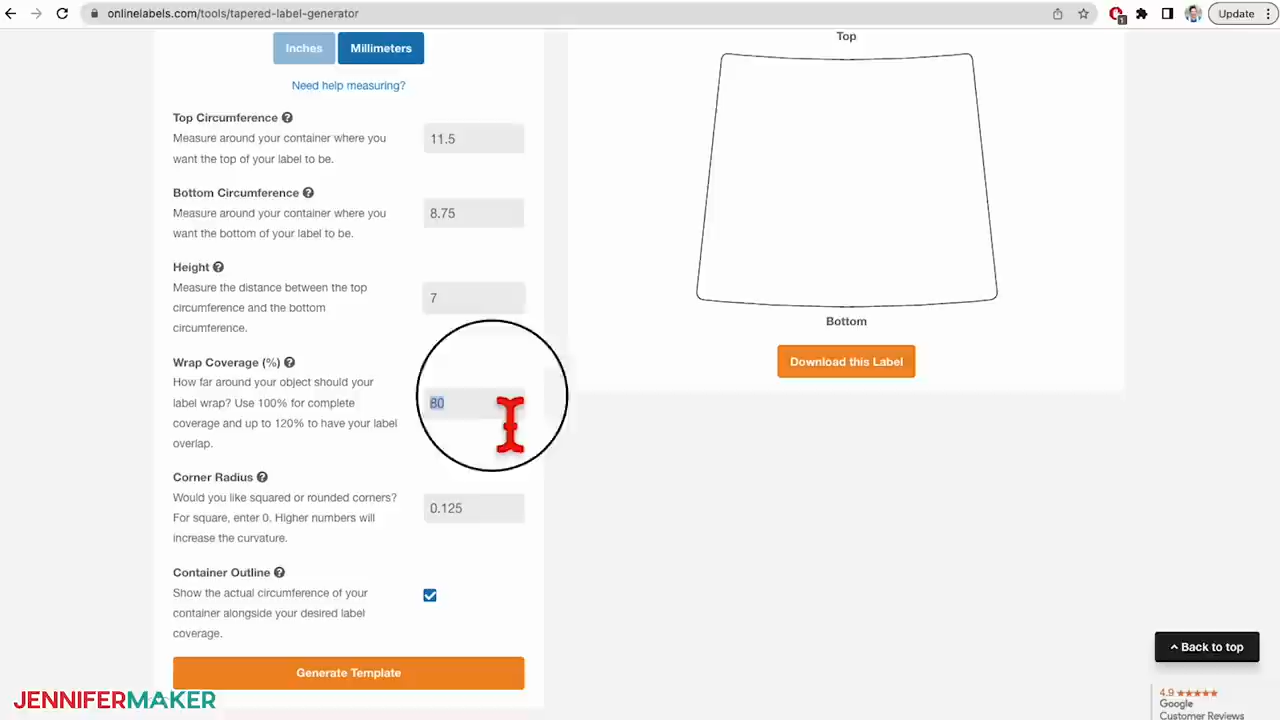 onlinelabels.com/tools/tapered-label-generator
1
Update
Inches
Millimeters
Need help measuring?
Top Circumference ?
Measure around your container where you
want the top of your label to be.
11.5
Bottom Circumference ?
Measure around your container where you
want the bottom of your label to be.
8.75
Height ?
Measure the distance between the top
circumference and the bottom
circumference.
7
Wrap Coverage (%) ?
How far around your object should your
label wrap? Use 100% for complete
coverage and up to 120% to have your label
overlap.
80
Corner Radius ?
Would you like squared or rounded corners?
For square, enter 0. Higher numbers will
increase the curvature.
0.125
Container Outline ?
Show the actual circumference of your
container alongside your desired label
coverage.
Generate Template
Top
Bottom
Download this Label
Back to top
4.9
Google
Customer Reviews
JENNIFERMAKER